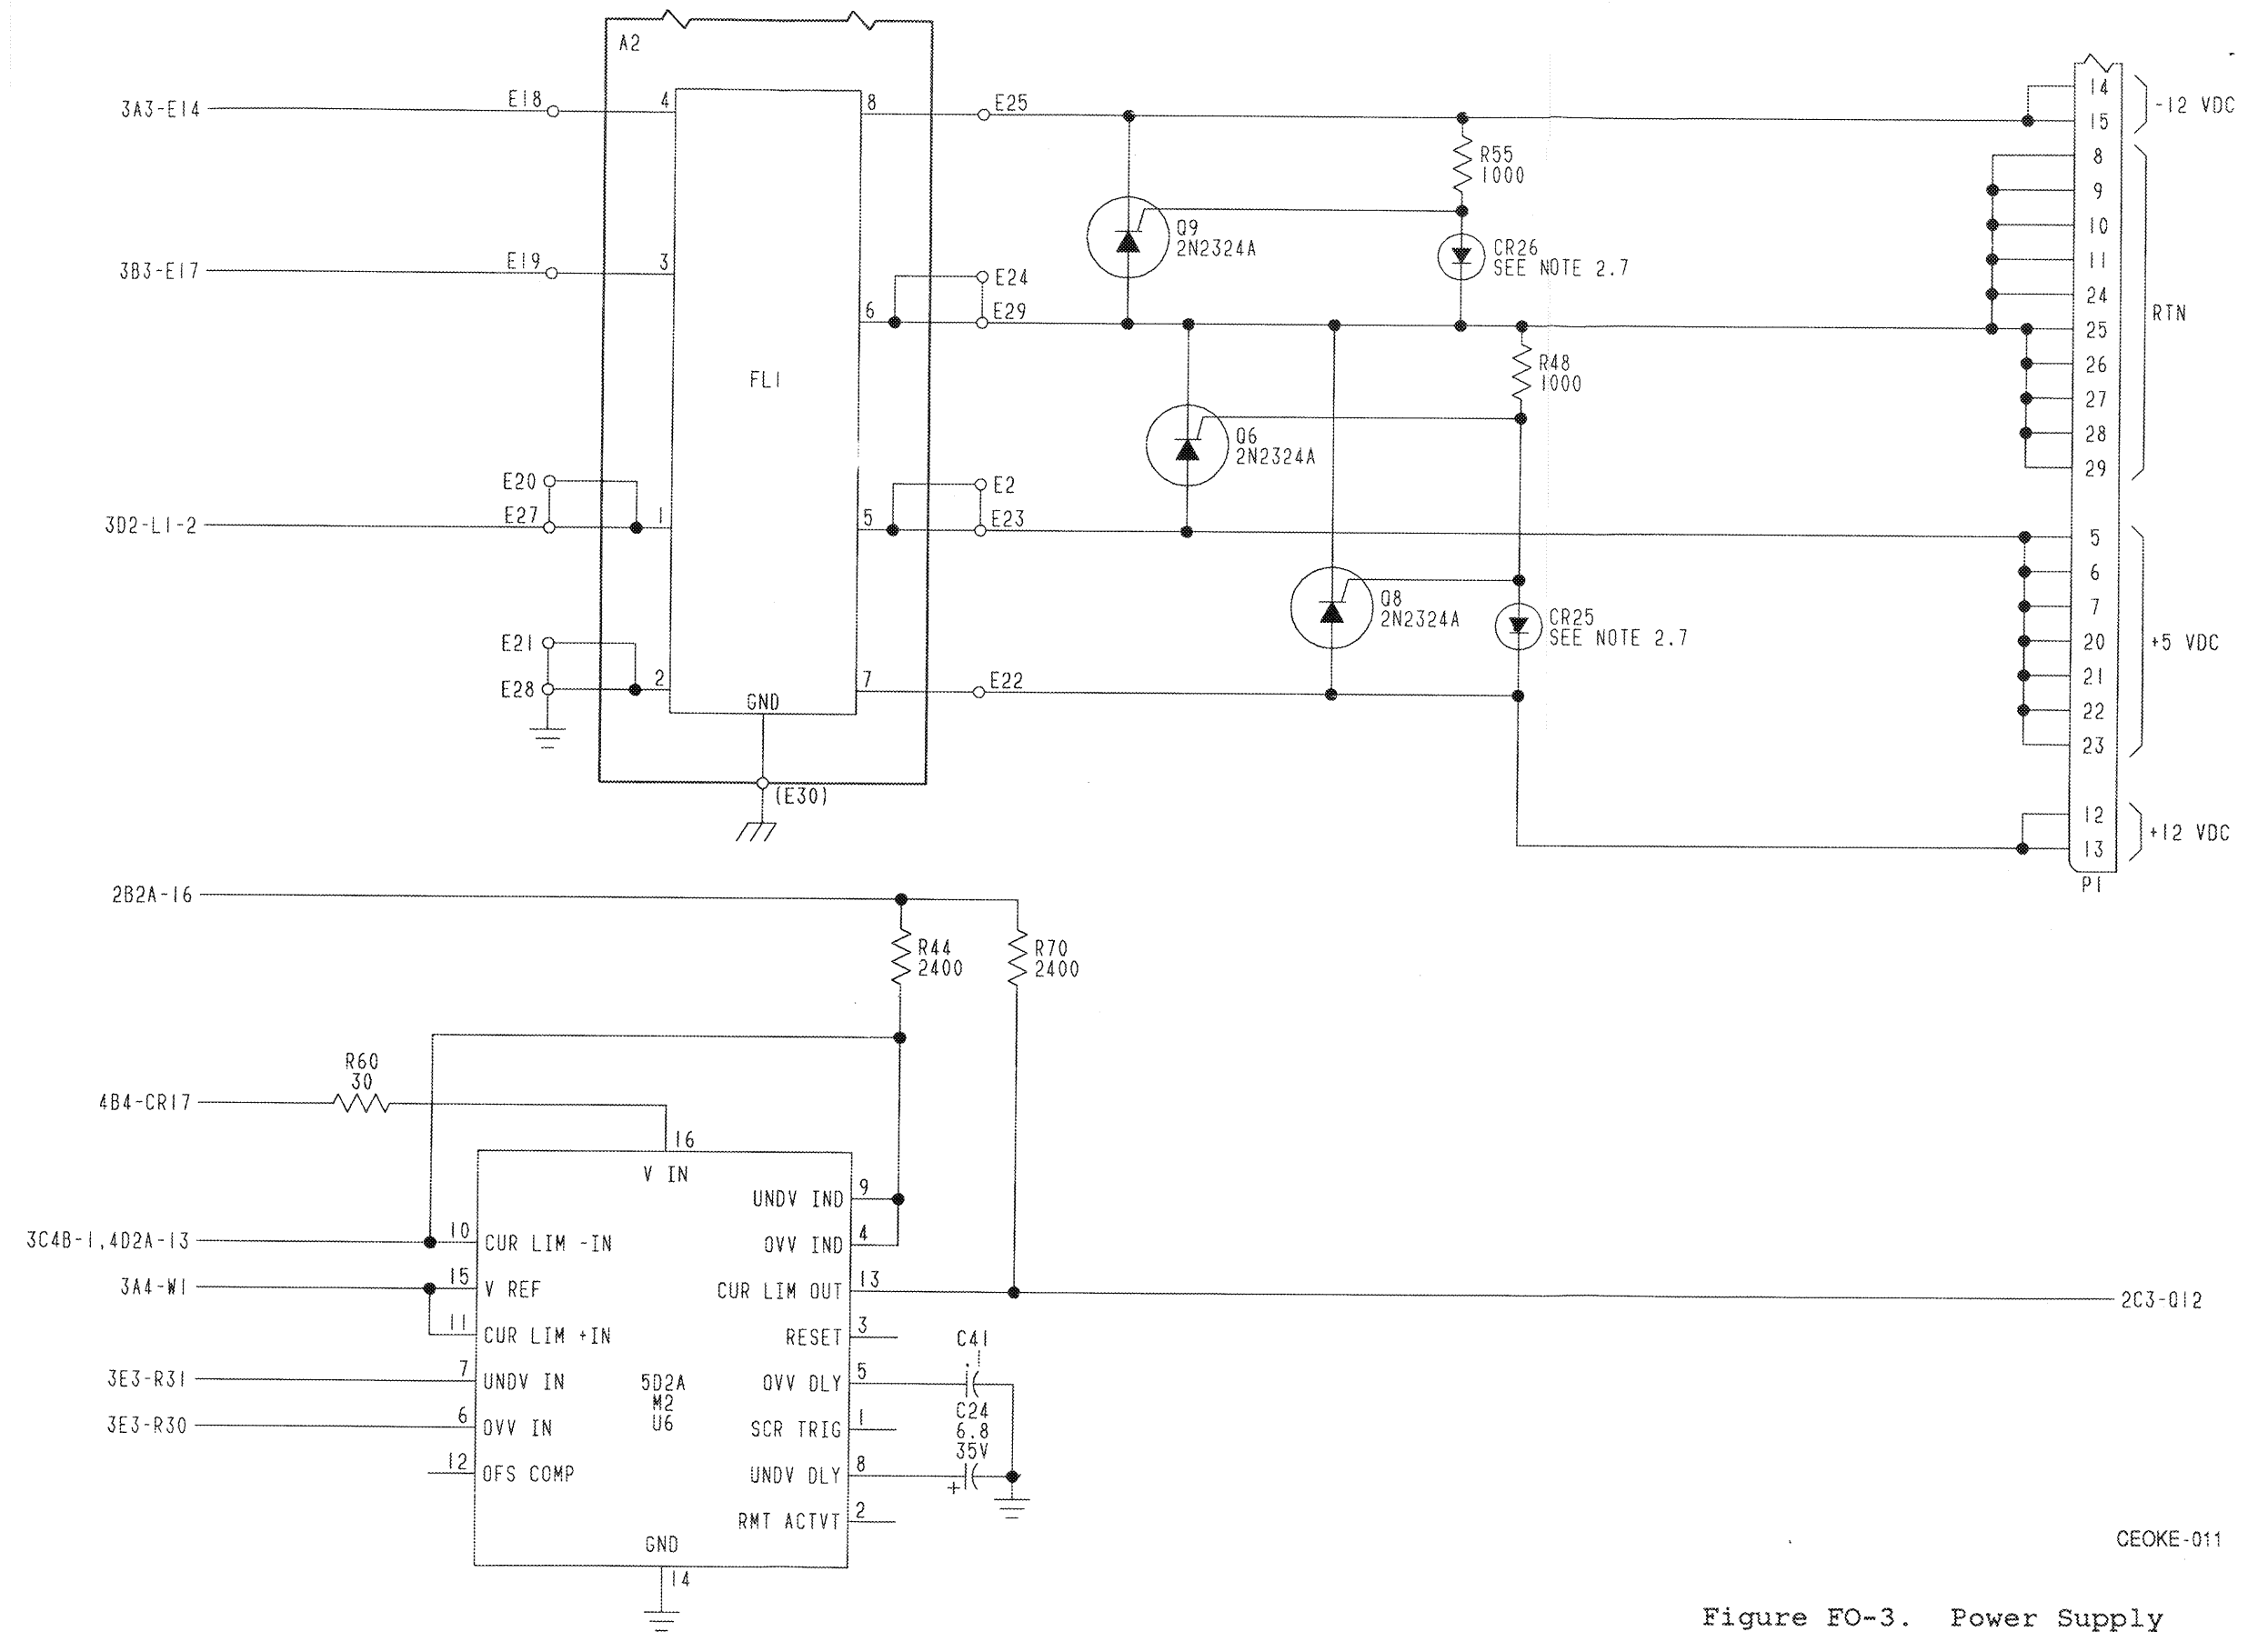 A2
3A3-E14
E18
4
8
E25
3B3-E17
E19
3
6
E24
E29
FL1
E20
E27
3D2-L1-2
1
5
E2
E23
E21
E28
2
7
E22
GND
(E30)
R55
1000
Q9
2N2324A
CR26
SEE NOTE 2.7
R48
1000
Q6
2N2324A
Q8
2N2324A
CR25
SEE NOTE 2.7
14
15
-12 VDC
8
9
10
11
24
25
26
27
28
29
RTN
5
6
7
20
21
22
23
+5 VDC
12
13
+12 VDC
P1
2B2A-16
R44
2400
R70
2400
R60
30
4B4-CR17
16
V IN
3C4B-1,4D2A-13
10
CUR LIM -IN
3A4-W1
15
V REF
11
CUR LIM +IN
3E3-R31
7
UNDV IN
3E3-R30
6
OVV IN
12
OFS COMP
5D2A
M2
U6
UNDV IND
9
OVV IND
4
CUR LIM OUT
13
2C3-Q12
RESET
3
OVV DLY
5
SCR TRIG
1
UNDV DLY
8
RMT ACTVT
2
GND
14
C41
.1
C24
6.8
35V
+
CEOKE-011
Figure FO-3. Power Supply